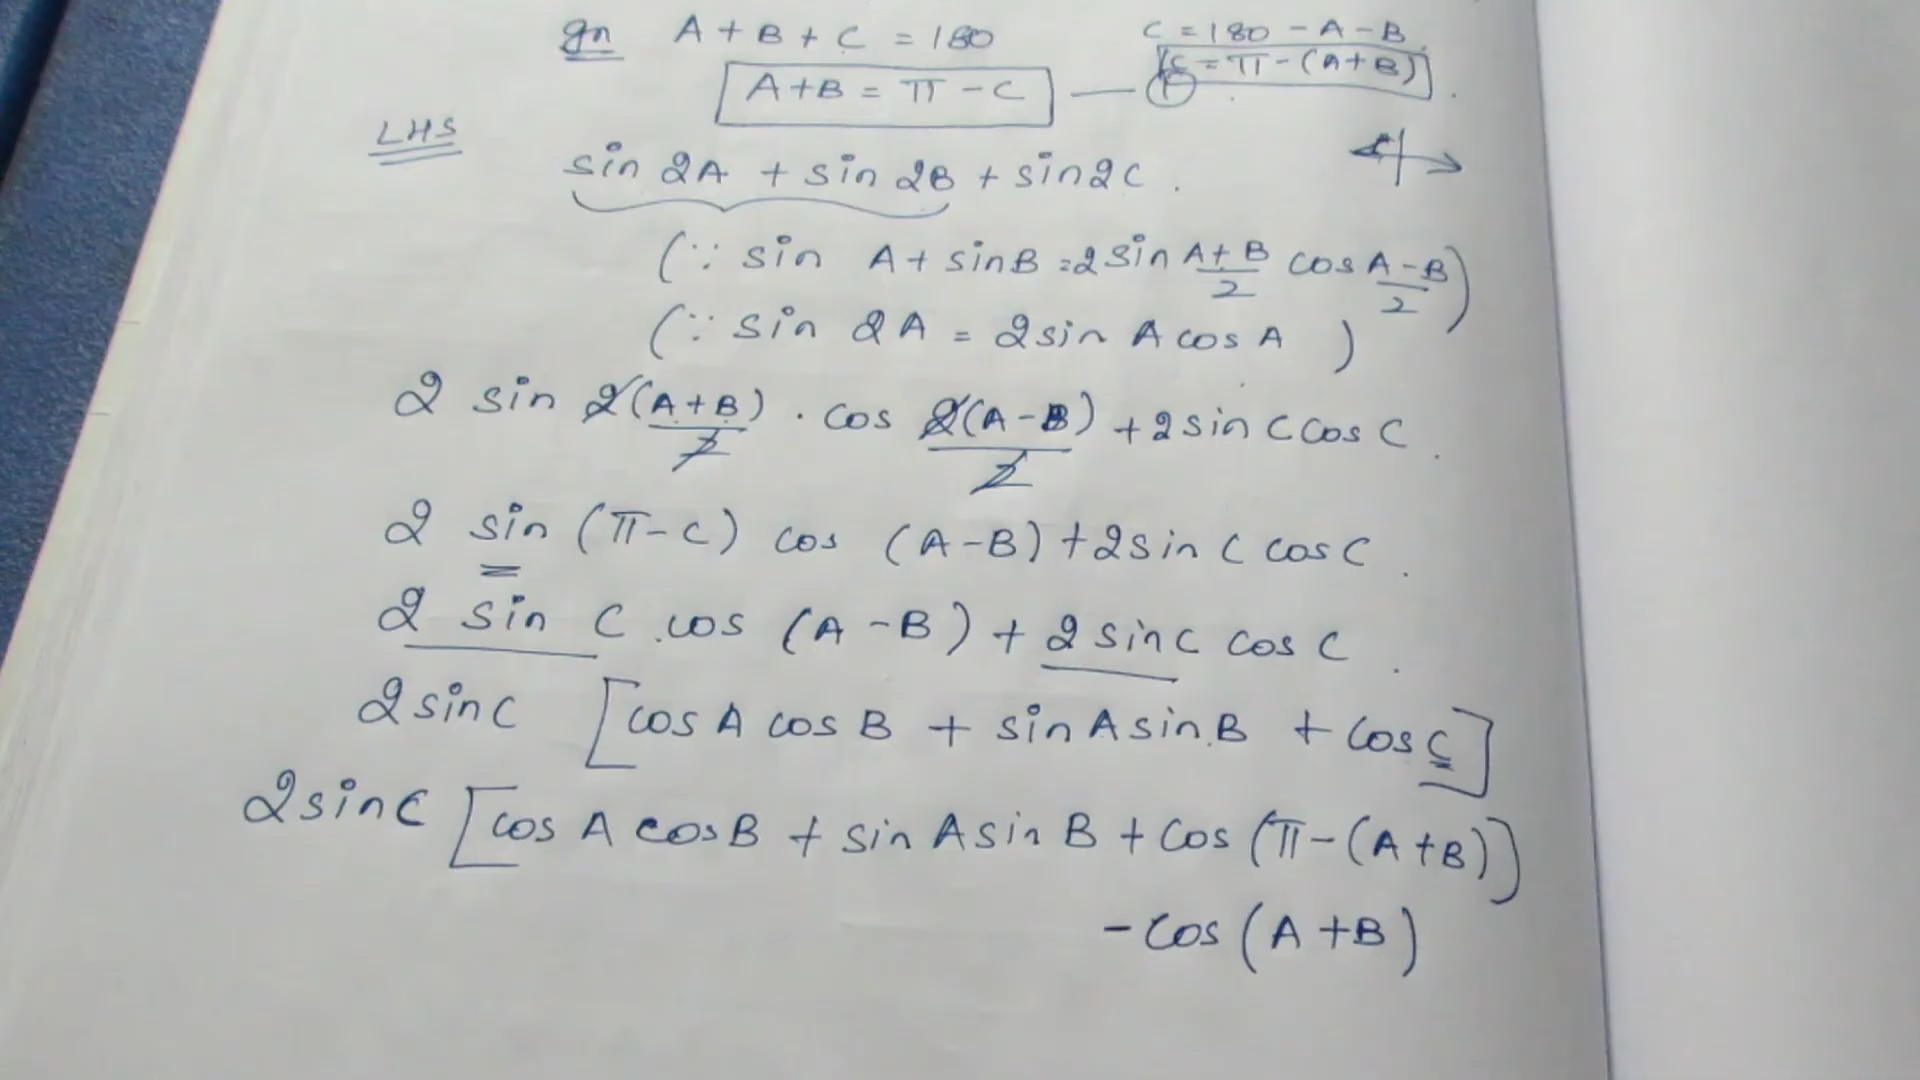 gn A + B + C = 180
C = 180 - A - B
A+B = π - C — ①
C = π - (A+B)
LHS
sin 2A + sin 2B + sin2C .
(∵ sin A + sinB = 2 sin A+B/2 cos A-B/2)
(∵ sin 2A = 2 sin A cos A )
2 sin 2(A+B)/2 . cos 2(A-B)/2 + 2 sin C cos C .
2 sin (π-C) cos (A-B) + 2 sin C cos C .
2 sin C . cos (A - B) + 2 sin C cos C .
2 sin C [cos A cos B + sin A sin B + cos C]
2 sin C [cos A cos B + sin A sin B + cos (π-(A+B))]
- cos (A+B)